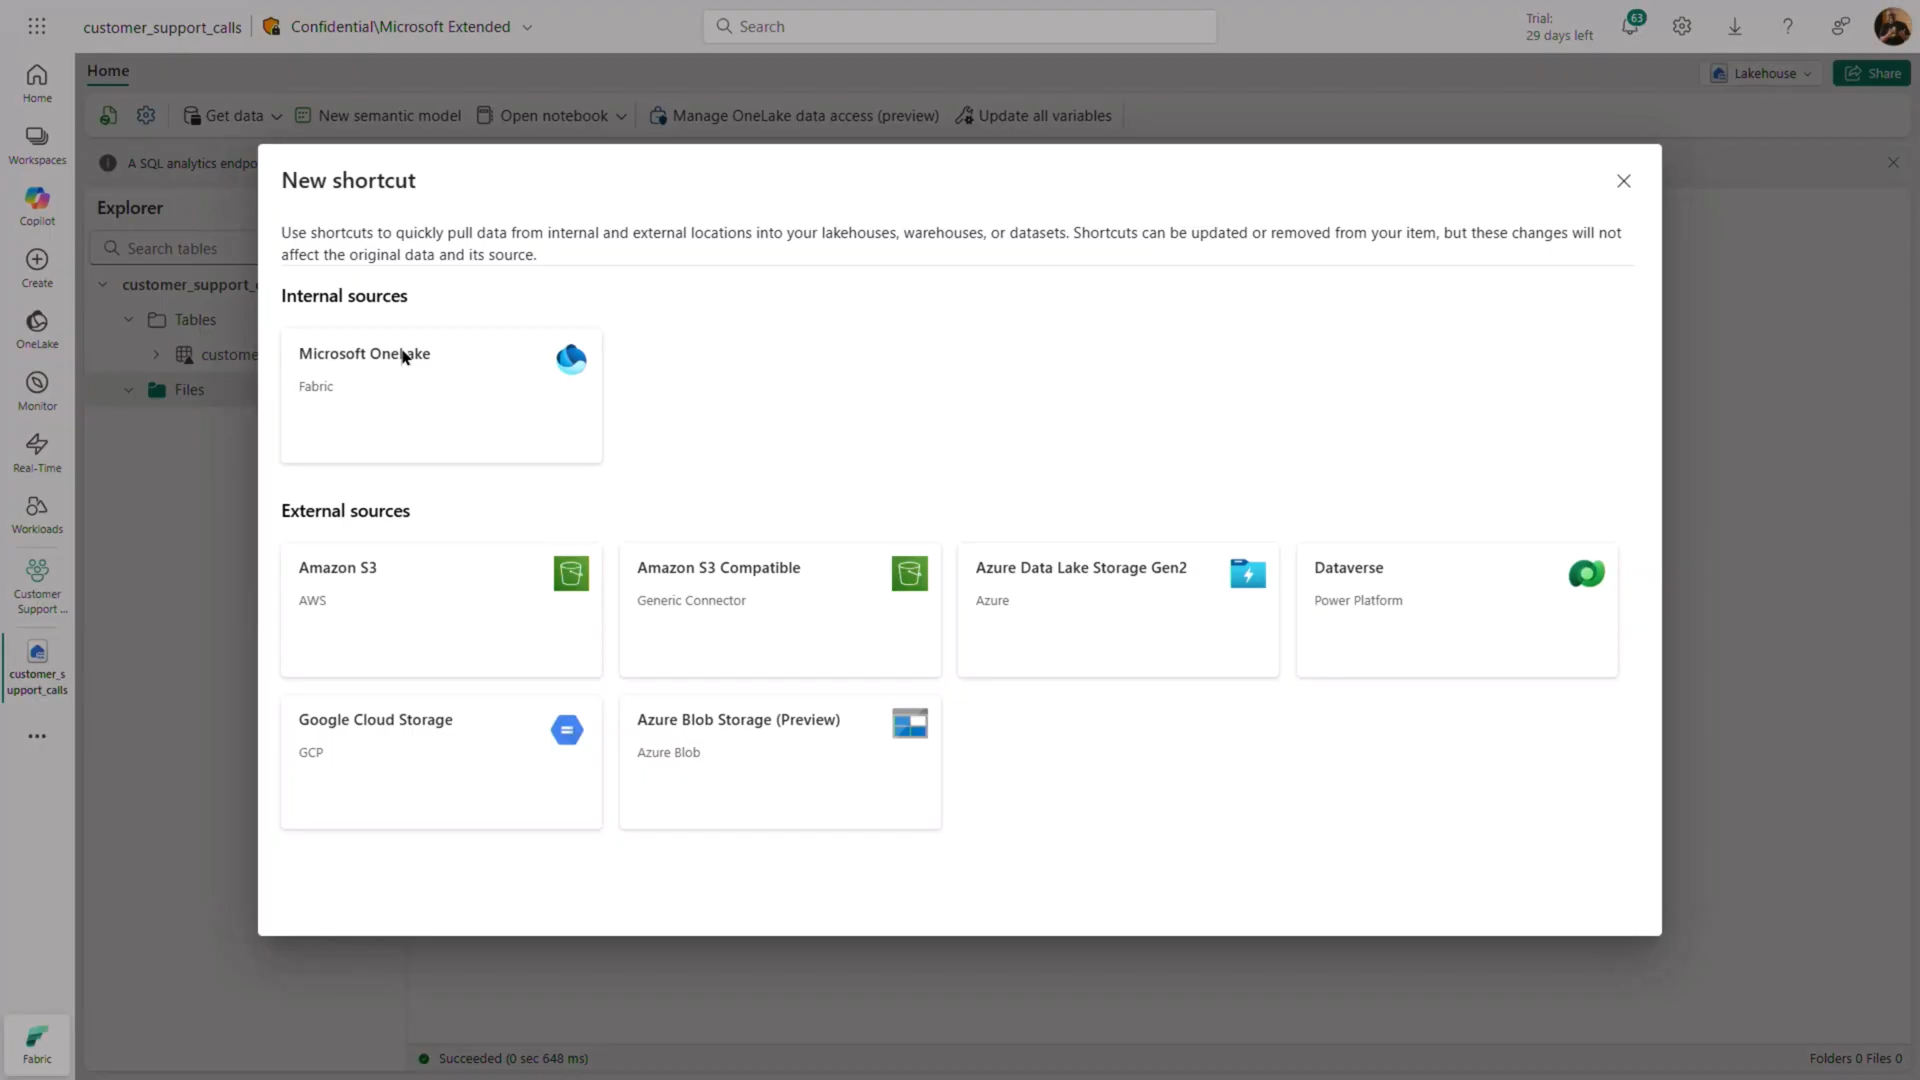 customer_support_calls
Confidential\Microsoft Extended
Search
Trial:
29 days left
63
Home
Workspaces
Copilot
Create
OneLake
Monitor
Real-Time
Workloads
Customer
Support ...
customer_s
upport_calls
Fabric
Home
Lakehouse
Share
Get data
New semantic model
Open notebook
Manage OneLake data access (preview)
Update all variables
A SQL analytics endpo
Explorer
Search tables
customer_support_
Tables
custome
Files
New shortcut
Use shortcuts to quickly pull data from internal and external locations into your lakehouses, warehouses, or datasets. Shortcuts can be updated or removed from your item, but these changes will not
affect the original data and its source.
Internal sources
Microsoft OneLake
Fabric
External sources
Amazon S3
AWS
Amazon S3 Compatible
Generic Connector
Azure Data Lake Storage Gen2
Azure
Dataverse
Power Platform
Google Cloud Storage
GCP
Azure Blob Storage (Preview)
Azure Blob
Succeeded (0 sec 648 ms)
Folders 0 Files 0